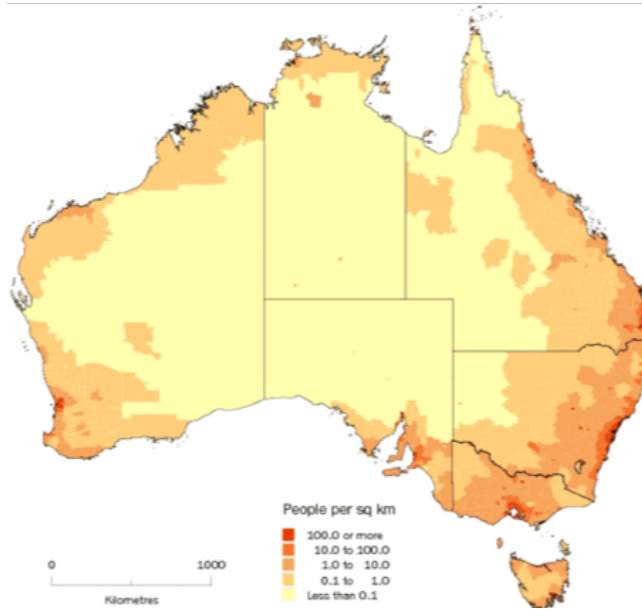 People per sq km
100.0 or more
10.0 to 100.0
1.0 to 10.0
0.1 to 1.0
Less than 0.1
0 1000
Kilometres